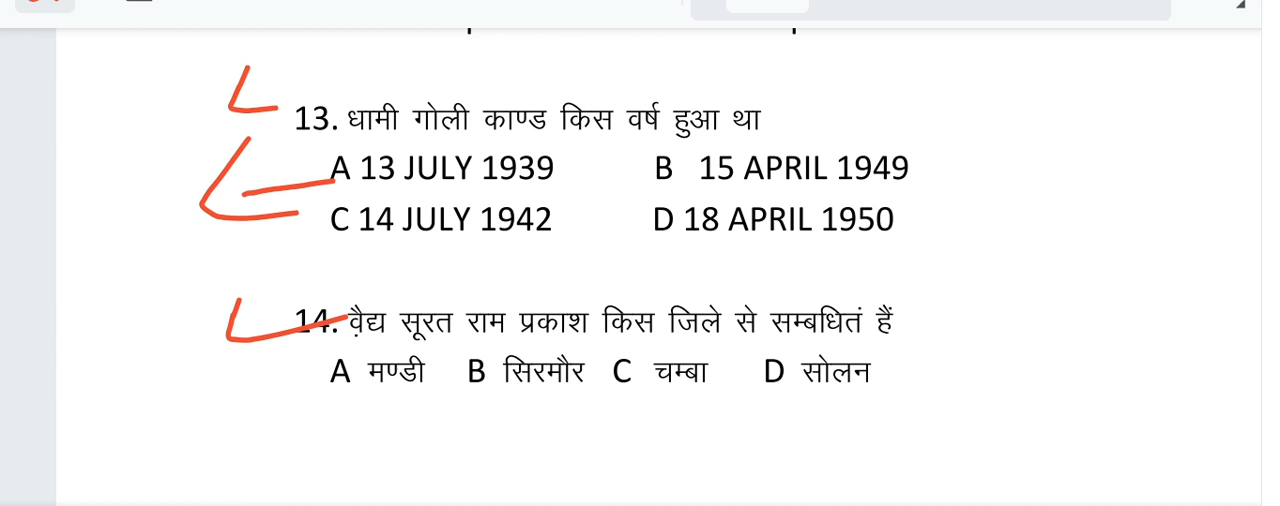 13. धामी गोली काण्ड किस वर्ष हुआ था
A 13 JULY 1939 B 15 APRIL 1949
C 14 JULY 1942 D 18 APRIL 1950
14. वै़द्य सूरत राम प्रकाश किस जिले से सम्बधितं हैं
A मण्डी B सिरमौर C चम्बा D सोलन